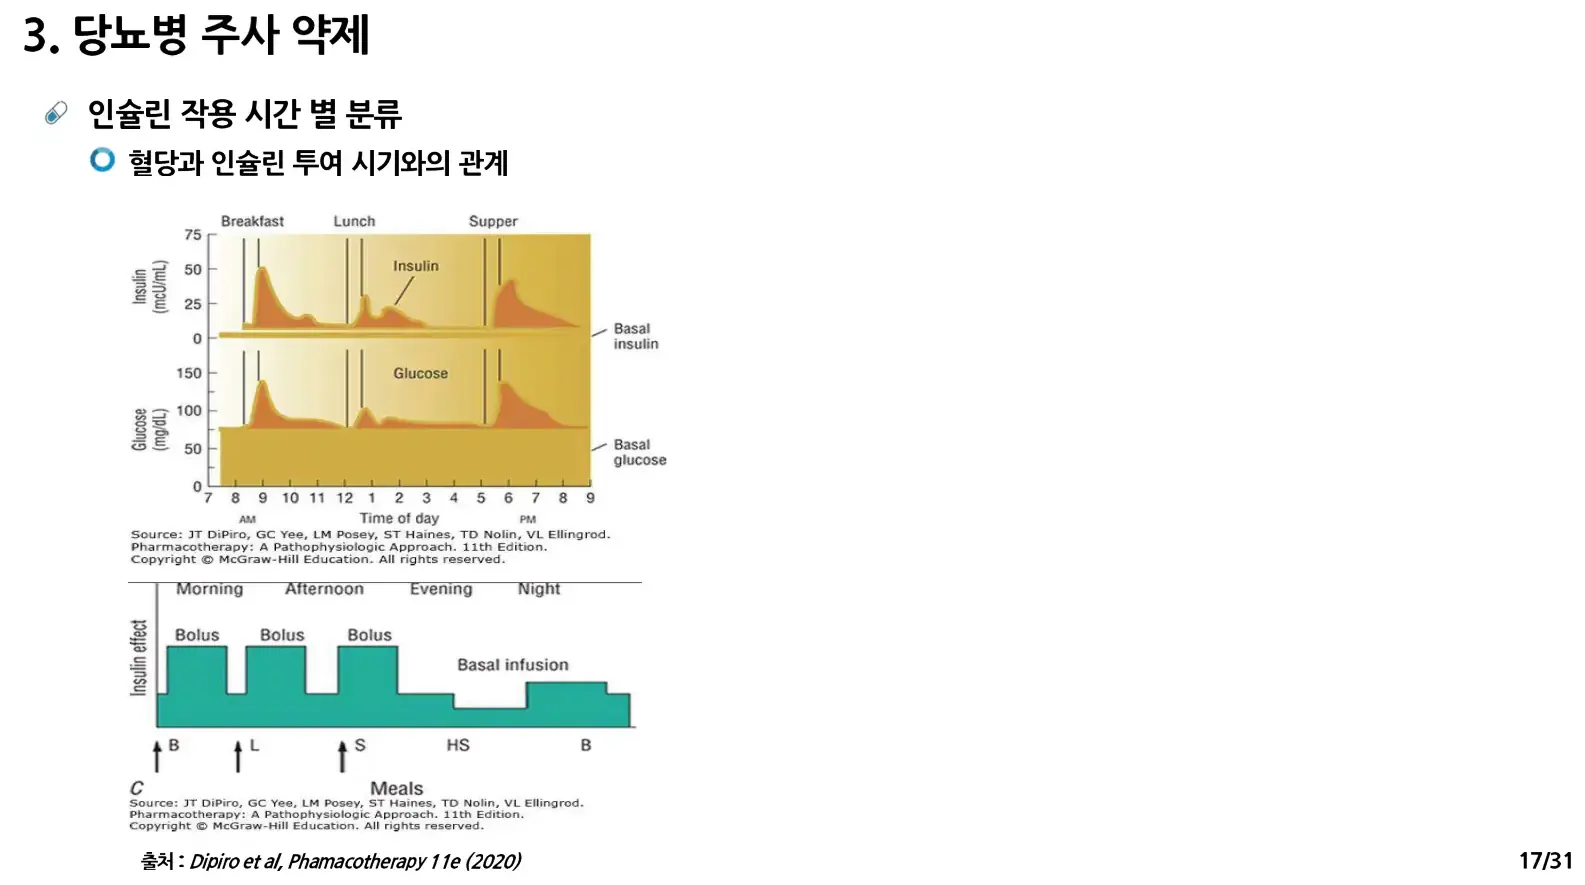 3. 당뇨병 주사 약제
인슐린 작용 시간 별 분류
혈당과 인슐린 투여 시기와의 관계
Breakfast Lunch Supper
75
50
25
0
Insulin
(mcU/mL)
Insulin
Basal
insulin
150
100
50
0
Glucose
(mg/dL)
Glucose
Basal
glucose
7 8 9 10 11 12 1 2 3 4 5 6 7 8 9
AM Time of day PM
Source: JT DiPiro, GC Yee, LM Posey, ST Haines, TD Nolin, VL Ellingrod.
Pharmacotherapy: A Pathophysiologic Approach. 11th Edition.
Copyright © McGraw-Hill Education. All rights reserved.
Morning Afternoon Evening Night
Insulin effect
Bolus Bolus Bolus
Basal infusion
B L S HS B
C Meals
Source: JT DiPiro, GC Yee, LM Posey, ST Haines, TD Nolin, VL Ellingrod.
Pharmacotherapy: A Pathophysiologic Approach. 11th Edition.
Copyright © McGraw-Hill Education. All rights reserved.
출처 : Dipiro et al, Phamacotherapy 11e (2020)
17/31